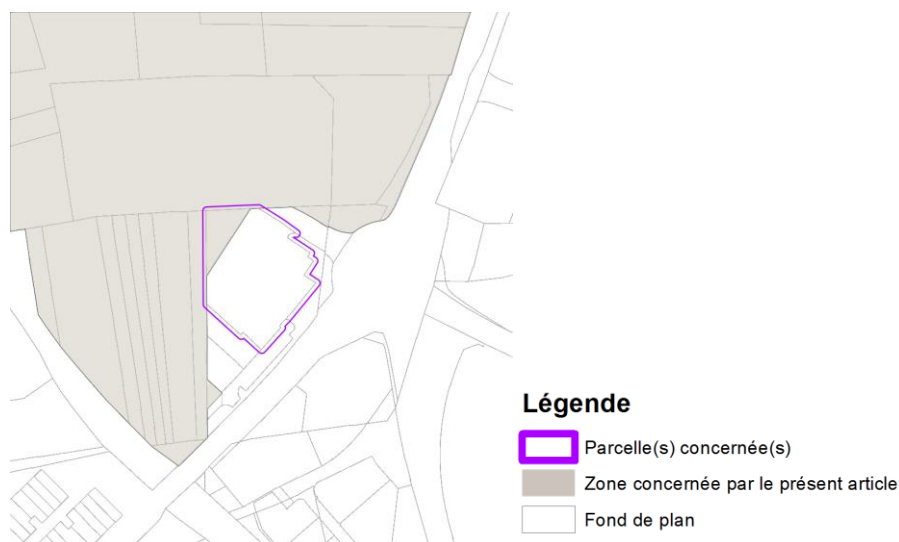 Légende
Parcelle(s) concernée(s)
Zone concernée par le présent article
Fond de plan